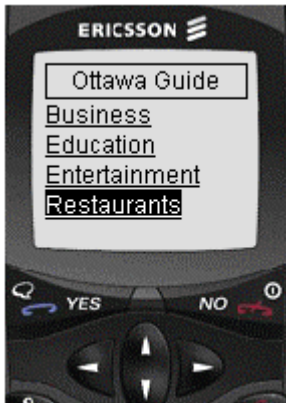 ERICSSON
Ottawa Guide
Business
Education
Entertainment
Restaurants
YES NO